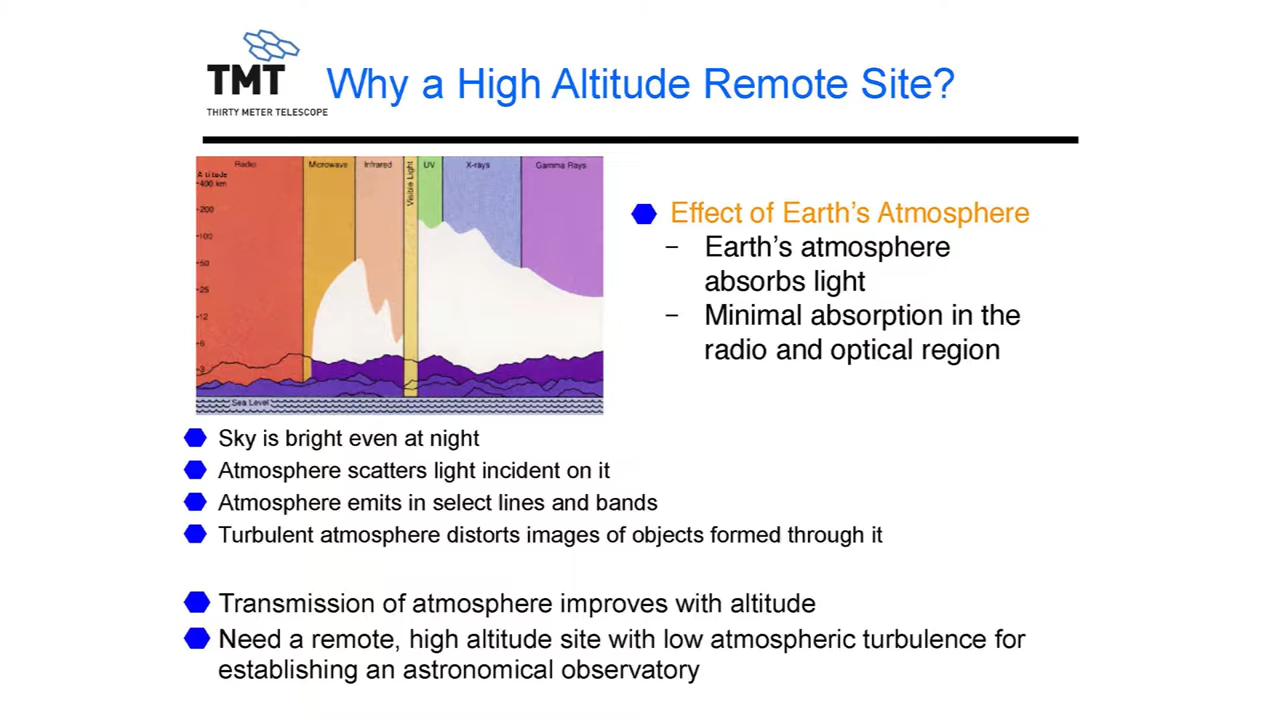 TMT
THIRTY METER TELESCOPE
Why a High Altitude Remote Site?
Radio
Microwave
Infrared
Visible Light
UV
X-rays
Gamma Rays
Altitude
400 km
200
100
50
25
12
6
3
Sea Level
Effect of Earth's Atmosphere
– Earth's atmosphere
absorbs light
– Minimal absorption in the
radio and optical region
Sky is bright even at night
Atmosphere scatters light incident on it
Atmosphere emits in select lines and bands
Turbulent atmosphere distorts images of objects formed through it
Transmission of atmosphere improves with altitude
Need a remote, high altitude site with low atmospheric turbulence for
establishing an astronomical observatory